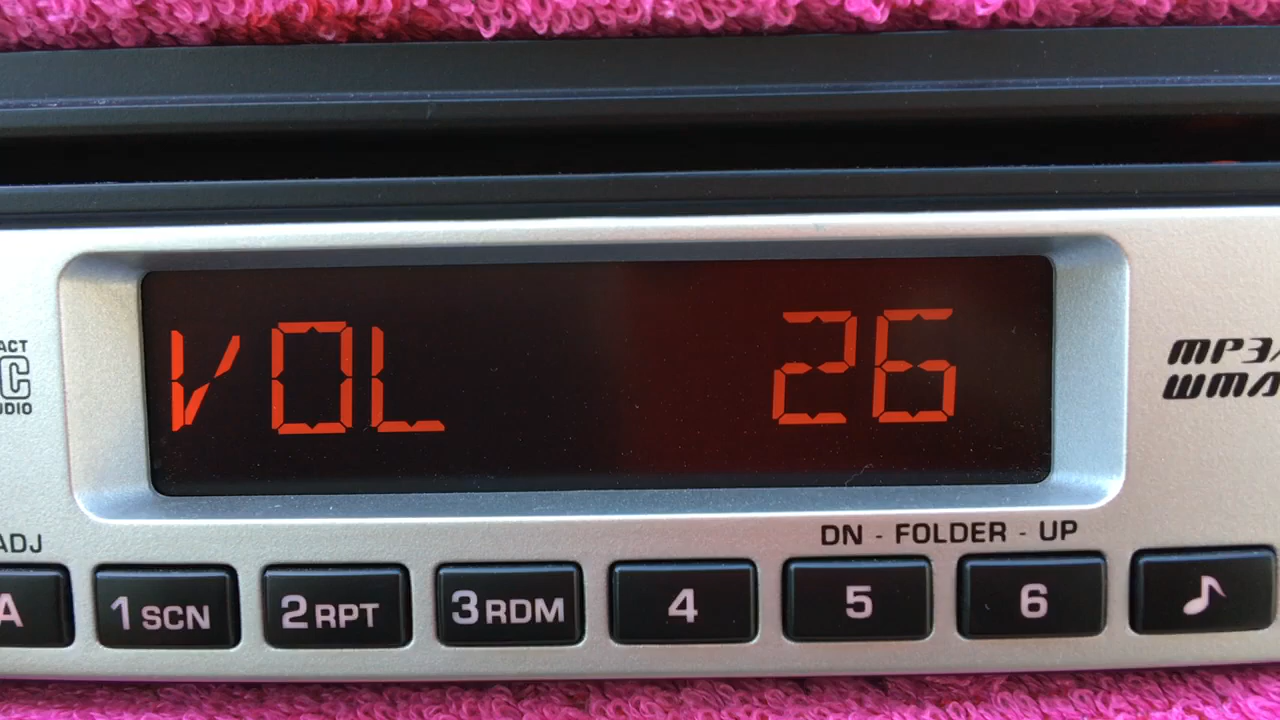 VOL 26
MP3/
WMA
DN - FOLDER - UP
ADJ
A
1 SCN
2 RPT
3 RDM
4
5
6